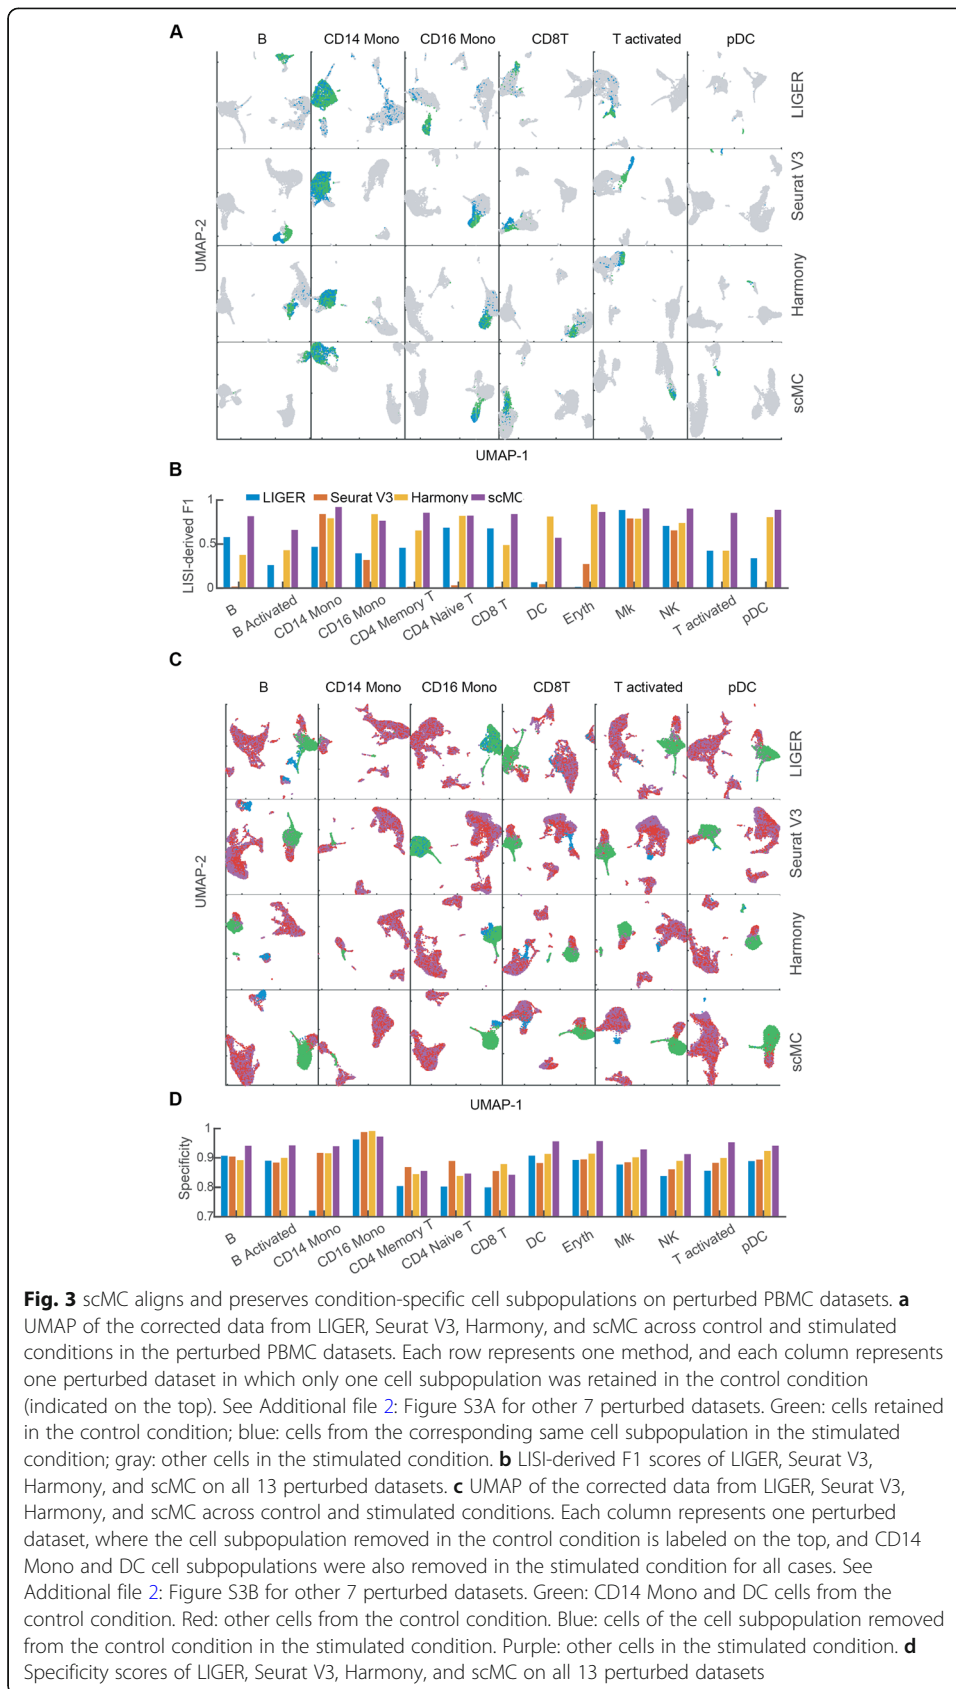 A
B CD14 Mono CD16 Mono CD8T T activated pDC
LIGER
Seurat V3
Harmony
scMC
UMAP-2
UMAP-1
B
LISI-derived F1
1
0.5
0
LIGER Seurat V3 Harmony scMC
B B Activated CD14 Mono CD16 Mono CD4 Memory T CD4 Naive T CD8 T DC Eryth Mk NK T activated pDC
C
B CD14 Mono CD16 Mono CD8T T activated pDC
LIGER
Seurat V3
Harmony
scMC
UMAP-2
UMAP-1
D
Specificity
1
0.9
0.8
0.7
B B Activated CD14 Mono CD16 Mono CD4 Memory T CD4 Naive T CD8 T DC Eryth Mk NK T activated pDC
Fig. 3 scMC aligns and preserves condition-specific cell subpopulations on perturbed PBMC datasets. a
UMAP of the corrected data from LIGER, Seurat V3, Harmony, and scMC across control and stimulated
conditions in the perturbed PBMC datasets. Each row represents one method, and each column represents
one perturbed dataset in which only one cell subpopulation was retained in the control condition
(indicated on the top). See Additional file 2: Figure S3A for other 7 perturbed datasets. Green: cells retained
in the control condition; blue: cells from the corresponding same cell subpopulation in the stimulated
condition; gray: other cells in the stimulated condition. b LISI-derived F1 scores of LIGER, Seurat V3,
Harmony, and scMC on all 13 perturbed datasets. c UMAP of the corrected data from LIGER, Seurat V3,
Harmony, and scMC across control and stimulated conditions. Each column represents one perturbed
dataset, where the cell subpopulation removed in the control condition is labeled on the top, and CD14
Mono and DC cell subpopulations were also removed in the stimulated condition for all cases. See
Additional file 2: Figure S3B for other 7 perturbed datasets. Green: CD14 Mono and DC cells from the
control condition. Red: other cells from the control condition. Blue: cells of the cell subpopulation removed
from the control condition in the stimulated condition. Purple: other cells in the stimulated condition. d
Specificity scores of LIGER, Seurat V3, Harmony, and scMC on all 13 perturbed datasets